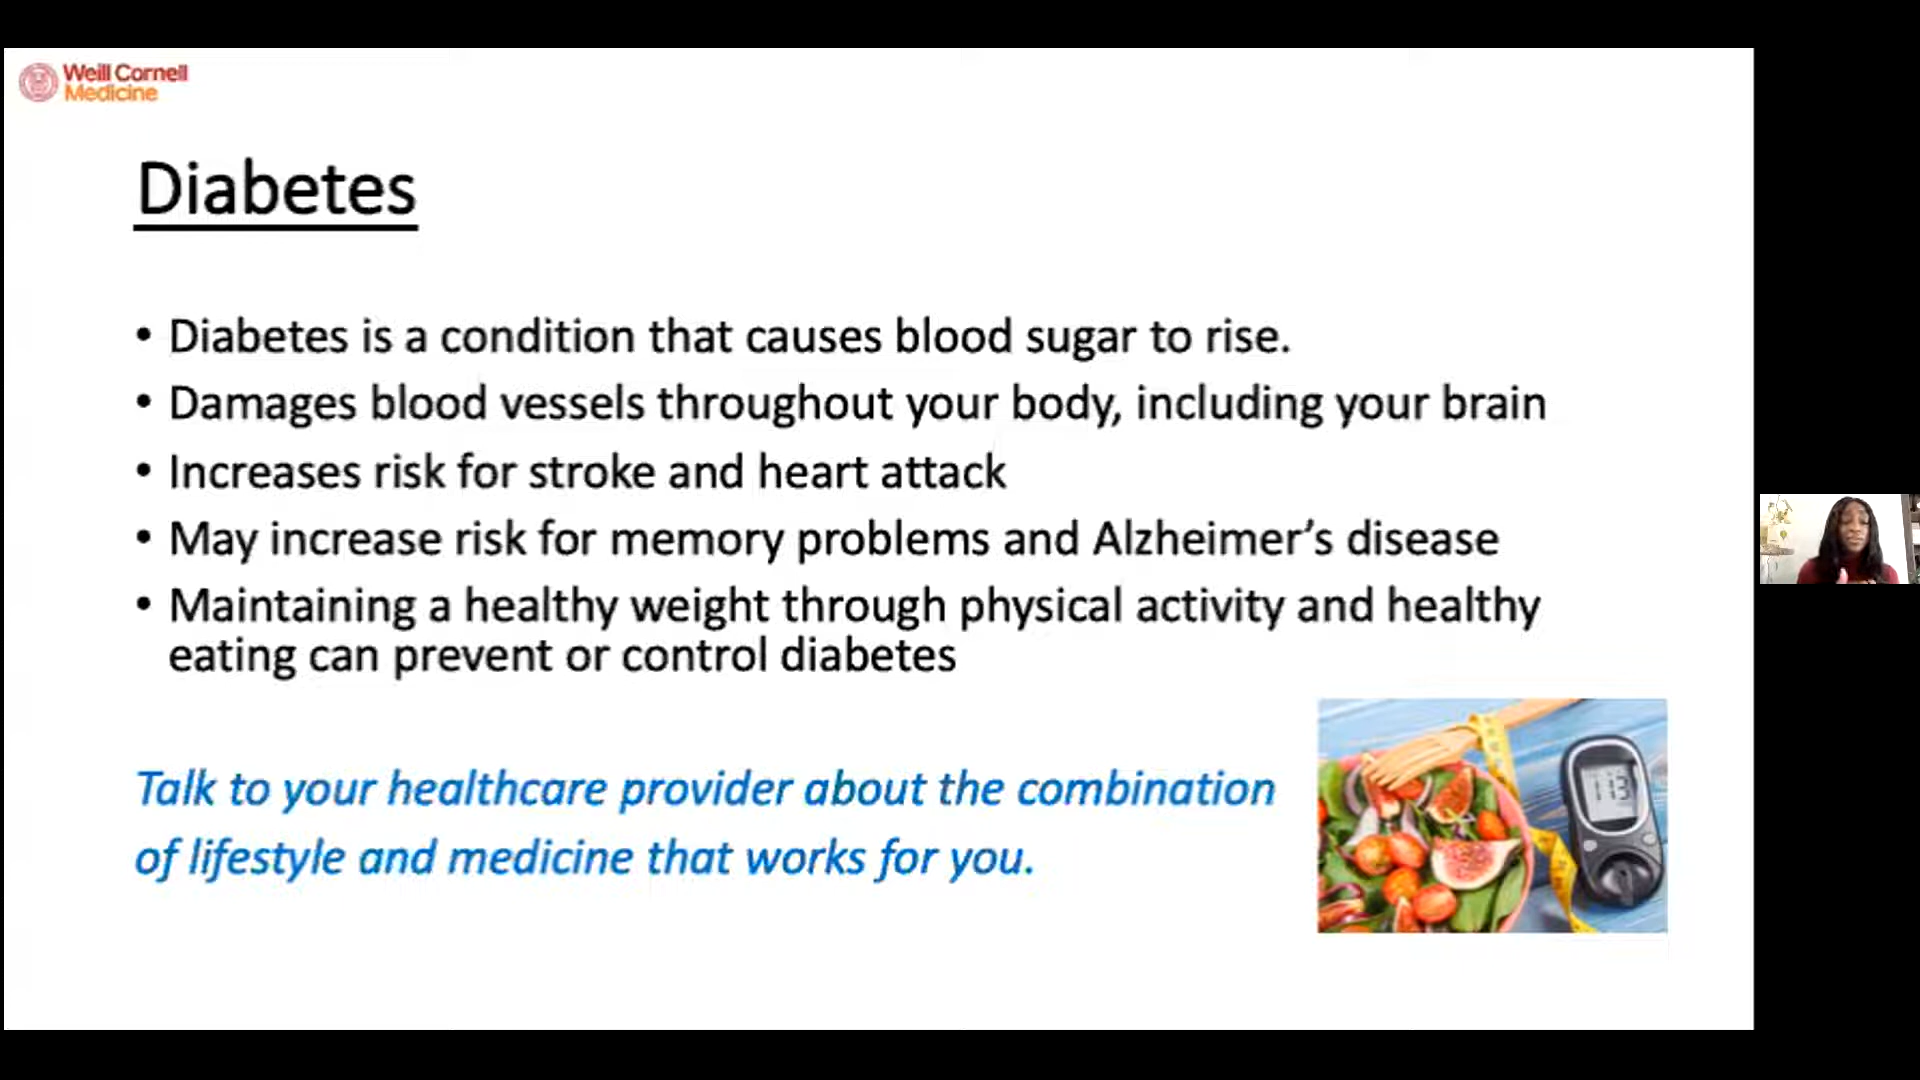 Weill Cornell
Medicine
Diabetes
• Diabetes is a condition that causes blood sugar to rise.
• Damages blood vessels throughout your body, including your brain
• Increases risk for stroke and heart attack
• May increase risk for memory problems and Alzheimer’s disease
• Maintaining a healthy weight through physical activity and healthy
eating can prevent or control diabetes
Talk to your healthcare provider about the combination
of lifestyle and medicine that works for you.